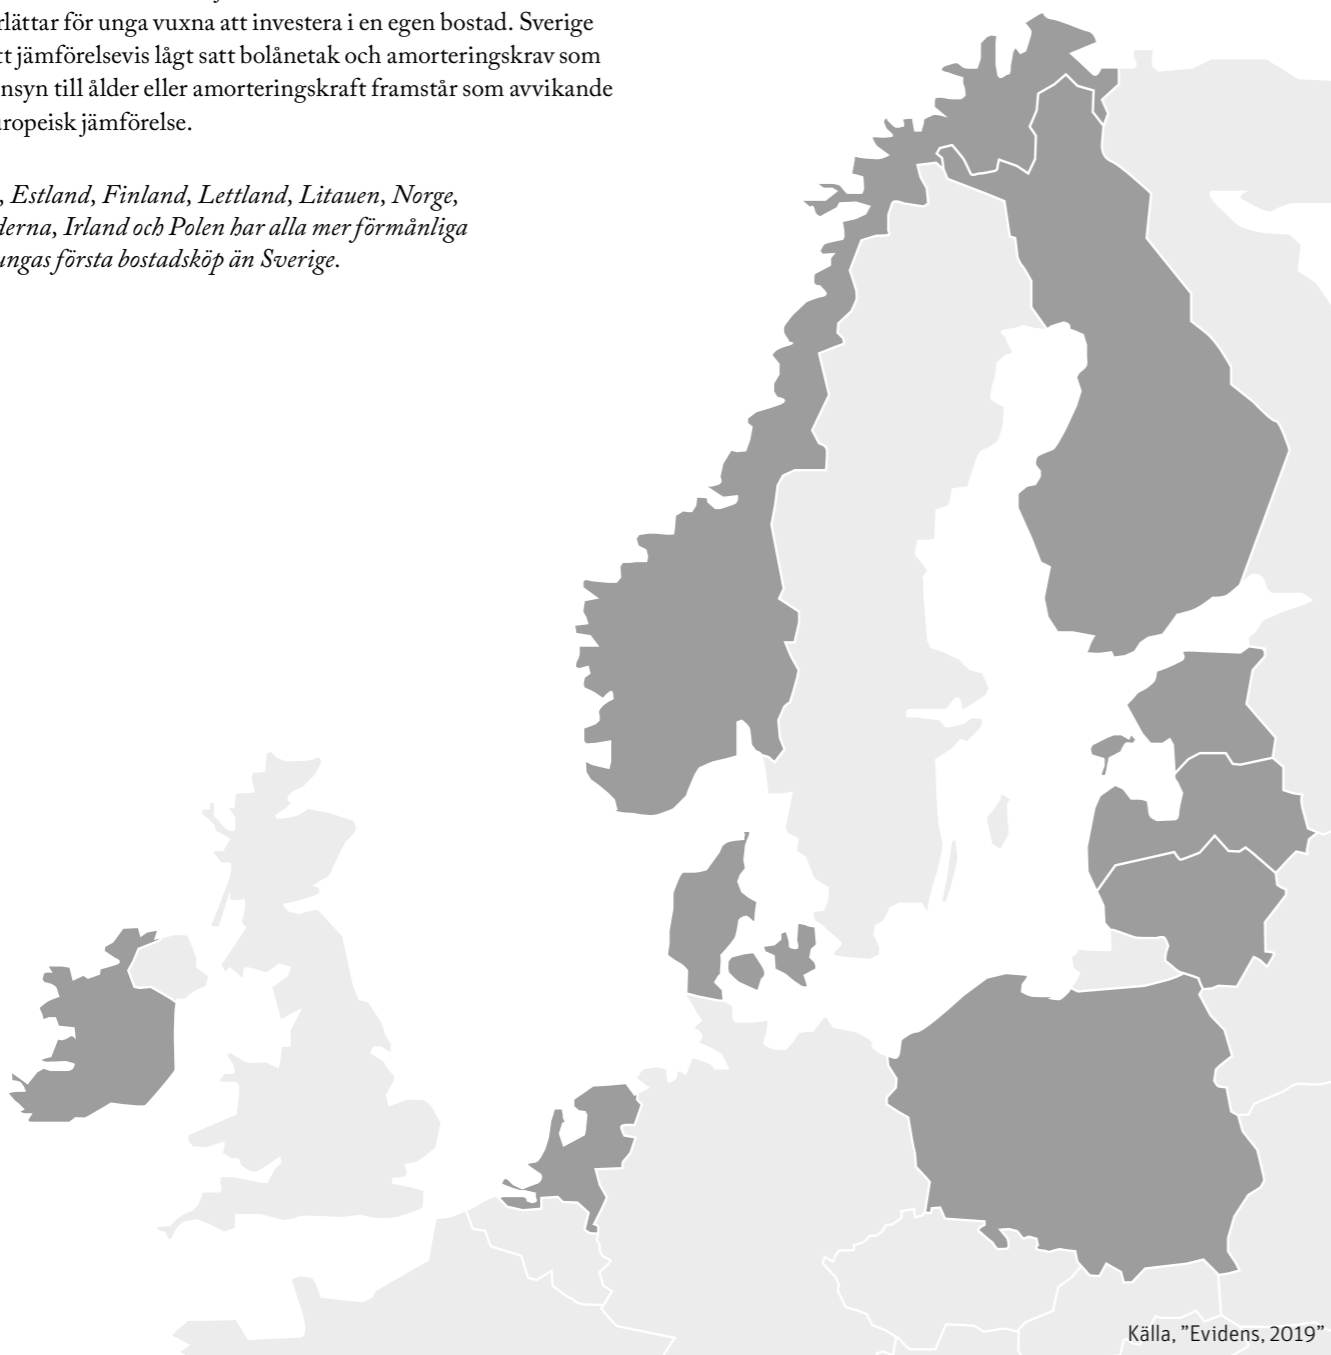 rlättar för unga vuxna att investera i en egen bostad. Sverige
tt jämförelsevis lågt satt bolånetak och amorteringskrav som
nsyn till ålder eller amorteringskraft framstår som avvikande
uropeisk jämförelse.
, Estland, Finland, Lettland, Litauen, Norge,
derna, Irland och Polen har alla mer förmånliga
ungas första bostadsköp än Sverige.
Källa, ”Evidens, 2019”